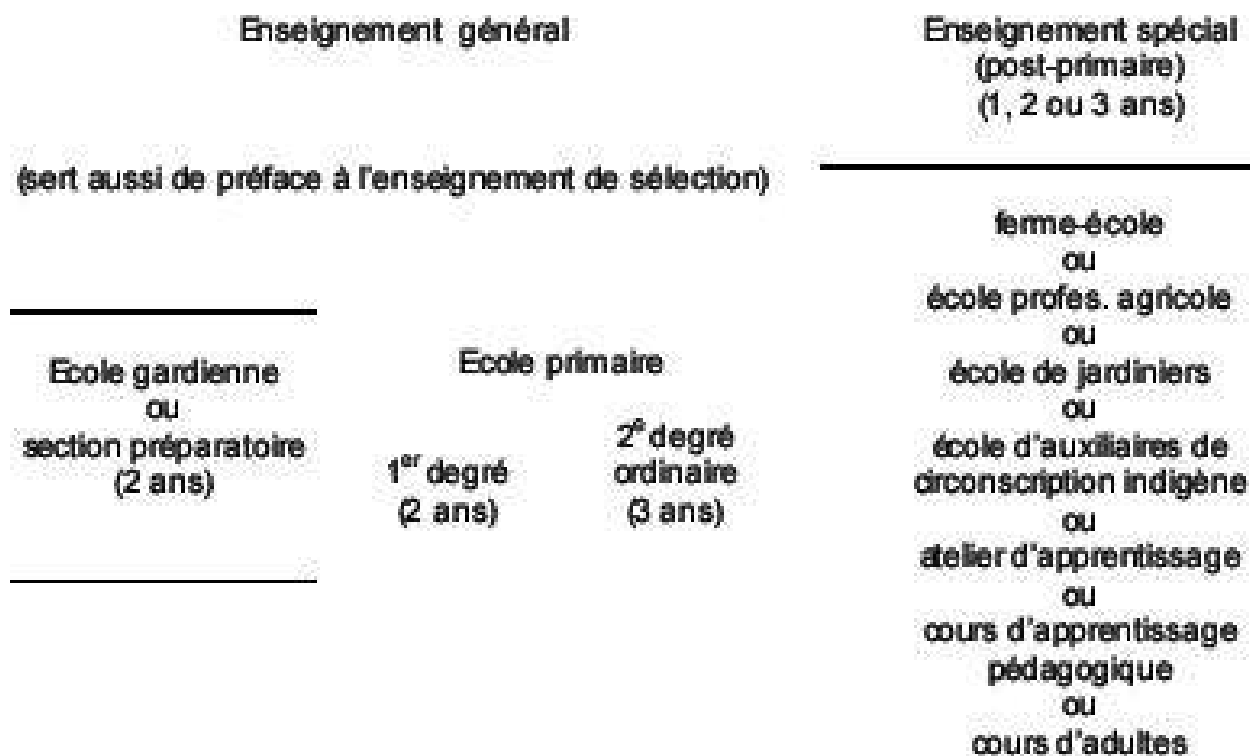 Enseignement général
(sert aussi de préface à l'enseignement de sélection)
Ecole gardienne
ou
section préparatoire
(2 ans)
Ecole primaire
1er degré
(2 ans)
2e degré
ordinaire
(3 ans)
Enseignement spécial
(post-primaire)
(1, 2 ou 3 ans)
ferme-école
ou
école profes. agricole
ou
école de jardiniers
ou
école d'auxiliaires de
circonscription indigène
ou
atelier d'apprentissage
ou
cours d'apprentissage
pédagogique
ou
cours d'adultes